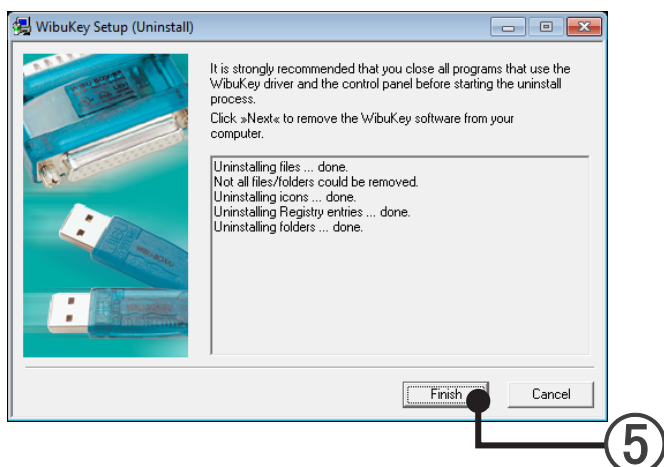 WibuKey Setup (Uninstall)
It is strongly recommended that you close all programs that use the
WibuKey driver and the control panel before starting the uninstall
process.
Click »Next« to remove the WibuKey software from your
computer.
Uninstalling files ... done.
Not all files/folders could be removed.
Uninstalling icons ... done.
Uninstalling Registry entries ... done.
Uninstalling folders ... done.
Finish
Cancel
5